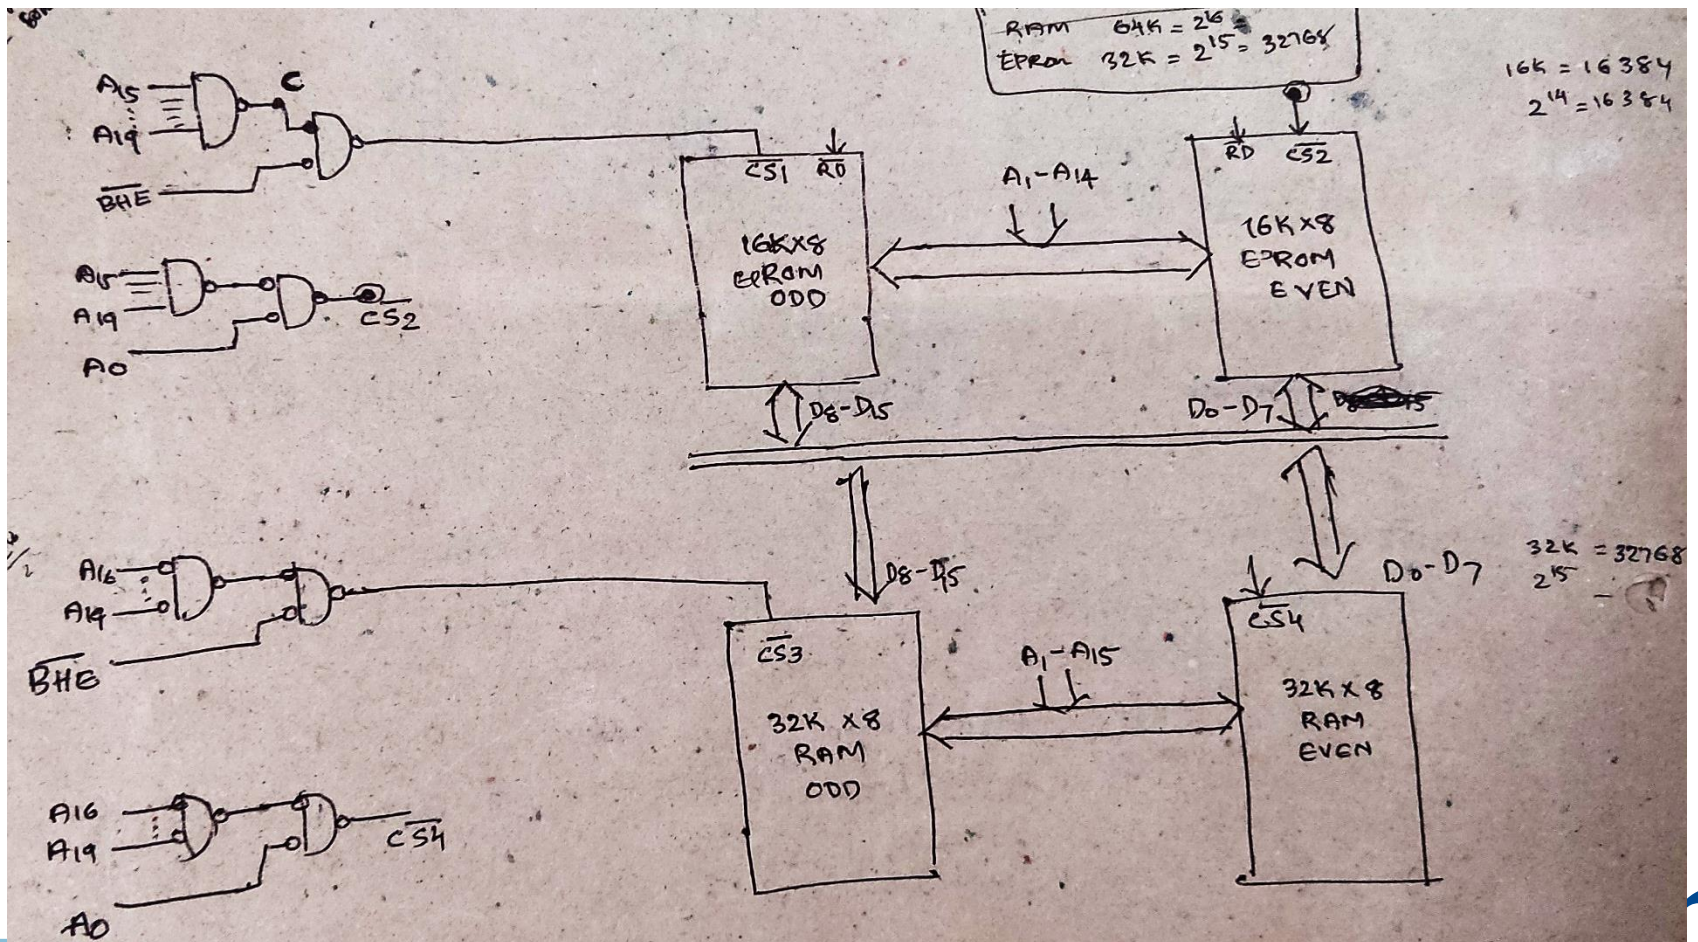 RAM 64K = 2^16 =
EPROM 32K = 2^15 = 32768
16K = 16384
2^14 = 16384
A15
A19
C
BHE
CS1 RD
16K×8
EPROM
ODD
A1-A14
RD CS2
16K×8
EPROM
EVEN
A15
A19
A0
CS2
D8-D15
D0-D7
A16
A19
BHE
D8-D15
D0-D7
32K = 32768
2^15
CS3
32K ×8
RAM
ODD
A1-A15
CS4
32K×8
RAM
EVEN
A16
A19
A0
CS4